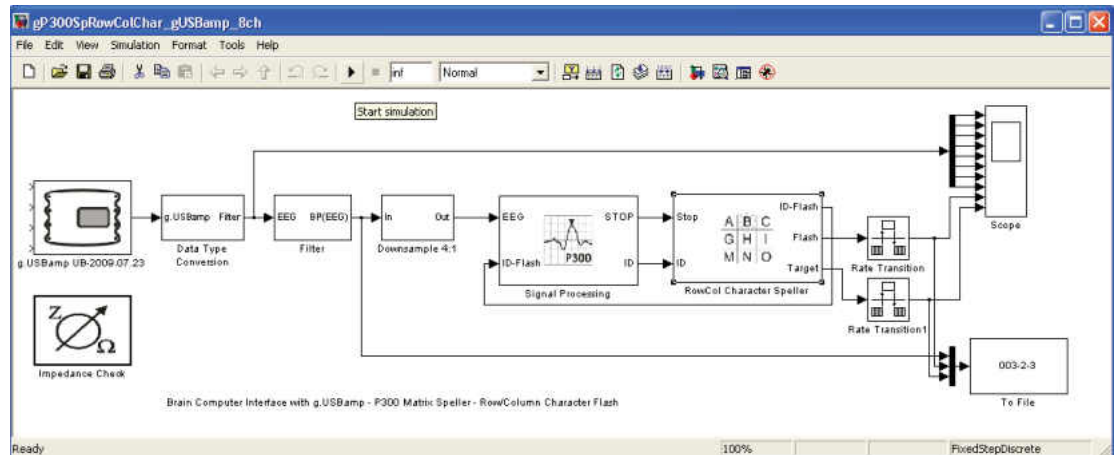 gP300SpRowColChar_gUSBamp_8ch
File Edit View Simulation Format Tools Help
inf Normal
Start simulation
g.USBamp UB-2009.07.23
g.USBamp Filter
Data Type
Conversion
EEG BP(EEG)
Filter
In Out
Downsample 4:1
EEG STOP
ID-Flash P300 ID
Signal Processing
Stop ID-Flash
A B C
G H I
M N O
Flash
ID Target
RowCol Character Speller
Rate Transition
Rate Transition1
Scope
Z Ω
Impedance Check
003-2-3
To File
Brain Computer Interface with g.USBamp - P300 Matrix Speller - Row/Column Character Flash
Ready 100% FixedStepDiscrete